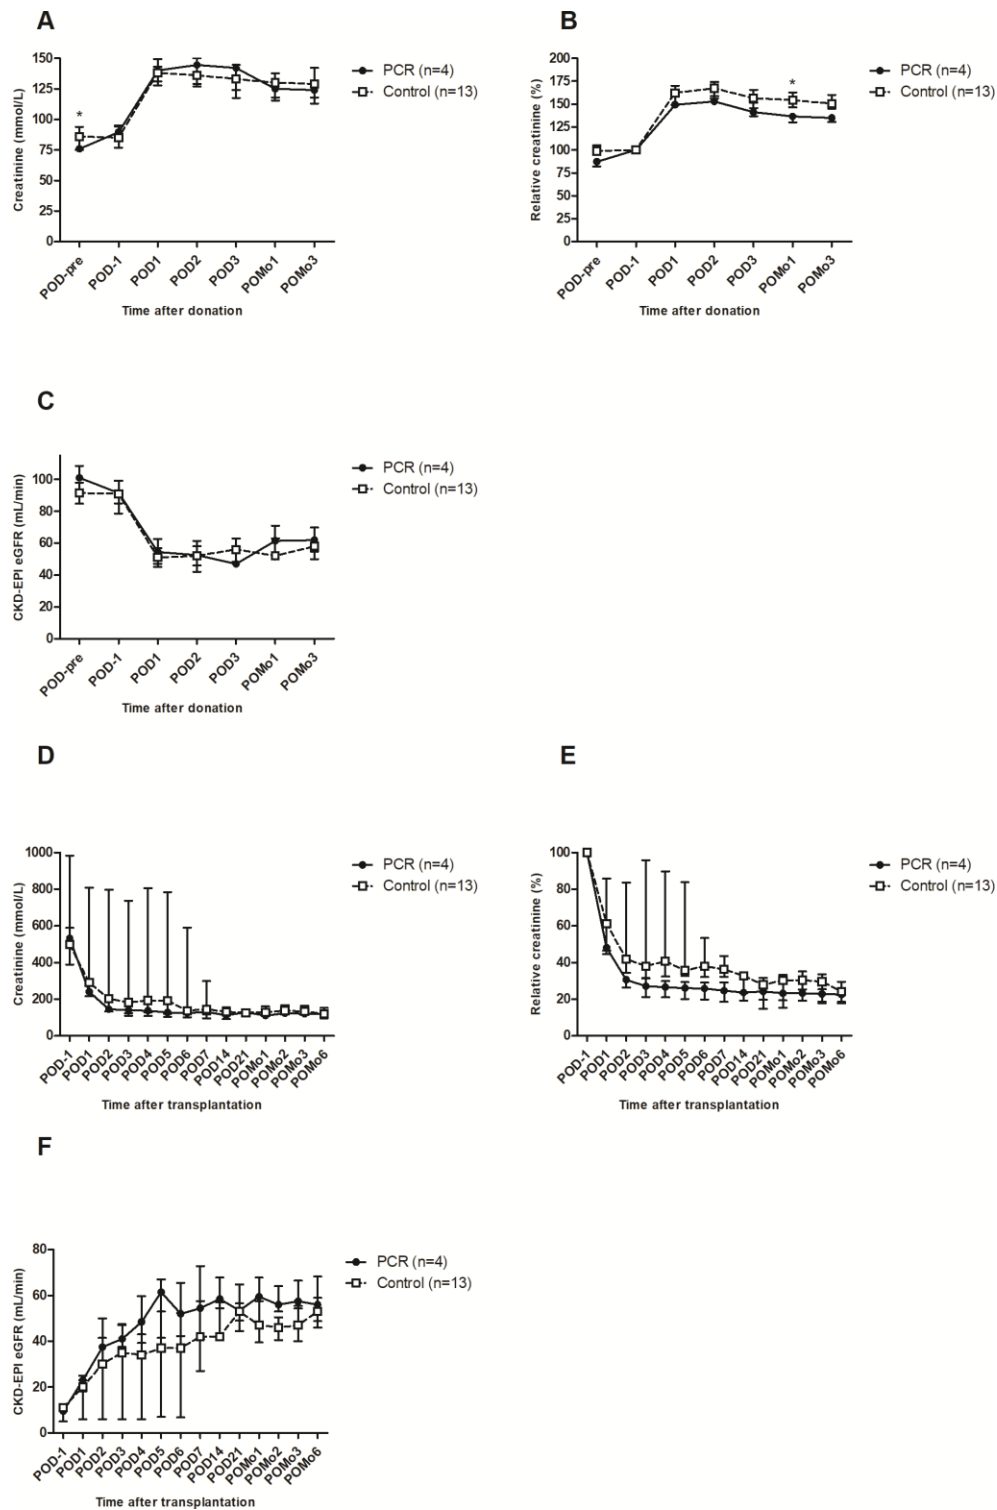 A
Creatinine (mmol/L)
150
125
100
75
50
25
0
*
POD-pre
POD-1
POD1
POD2
POD3
POMo1
POMo3
Time after donation
PCR (n=4)
Control (n=13)
B
Relative creatinine (%)
200
175
150
125
100
75
50
25
0
*
POD-pre
POD-1
POD1
POD2
POD3
POMo1
POMo3
Time after donation
PCR (n=4)
Control (n=13)
C
CKD-EPI eGFR (mL/min)
100
80
60
40
20
0
POD-pre
POD-1
POD1
POD2
POD3
POMo1
POMo3
Time after donation
PCR (n=4)
Control (n=13)
D
Creatinine (mmol/L)
1000
600
400
200
0
POD-1
POD1
POD2
POD3
POD4
POD5
POD6
POD7
POD14
POD21
POMo1
POMo2
POMo3
POMo6
Time after transplantation
PCR (n=4)
Control (n=13)
E
Relative creatinine (%)
100
80
60
40
20
0
POD-1
POD1
POD2
POD3
POD4
POD5
POD6
POD7
POD14
POD21
POMo1
POMo2
POMo3
POMo6
Time after transplantation
PCR (n=4)
Control (n=13)
F
CKD-EPI eGFR (mL/min)
80
60
40
20
0
POD-1
POD1
POD2
POD3
POD4
POD5
POD6
POD7
POD14
POD21
POMo1
POMo2
POMo3
POMo6
Time after transplantation
PCR (n=4)
Control (n=13)